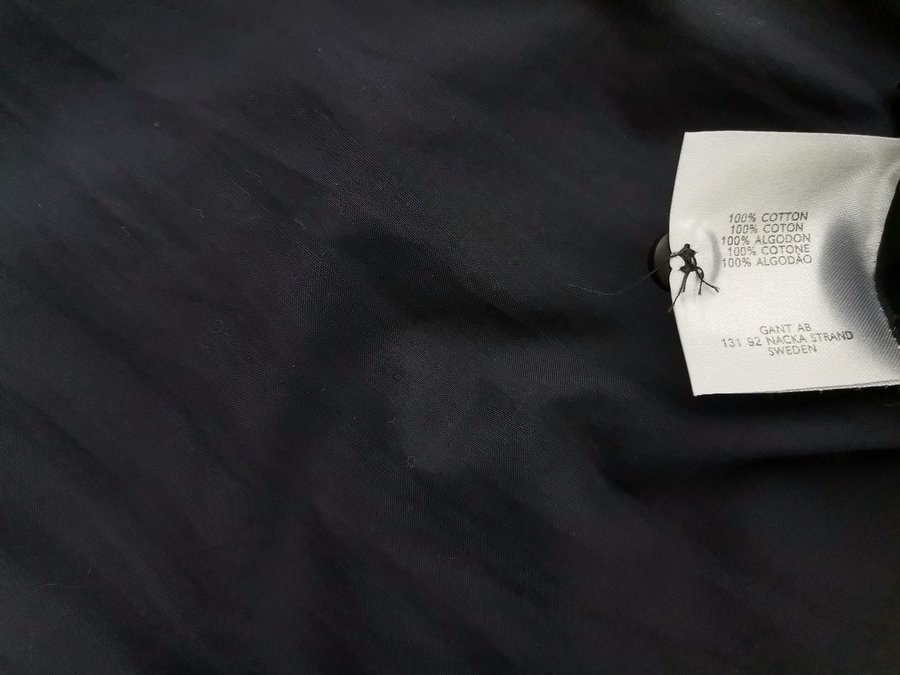 100% COTTON
100% COTON
100% ALGODON
100% COTONE
100% ALGODÃO
GANT AB
131 92 NACKA STRAND
SWEDEN